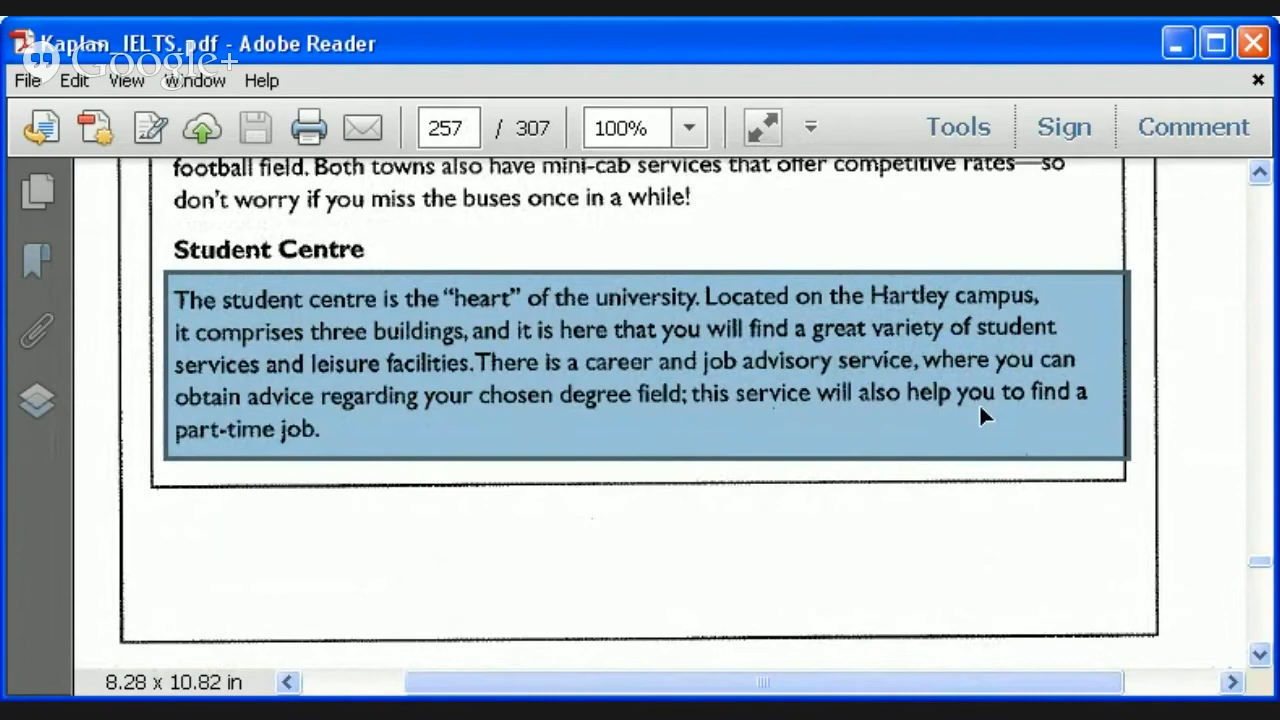 Kaplan_IELTS.pdf - Adobe Reader
Google+
File Edit View Window Help
257 / 307 100% Tools Sign Comment
football field. Both towns also have mini-cab services that offer competitive rates—so
don't worry if you miss the buses once in a while!
Student Centre
The student centre is the "heart" of the university. Located on the Hartley campus,
it comprises three buildings, and it is here that you will find a great variety of student
services and leisure facilities. There is a career and job advisory service, where you can
obtain advice regarding your chosen degree field; this service will also help you to find a
part-time job.
8.28 x 10.82 in